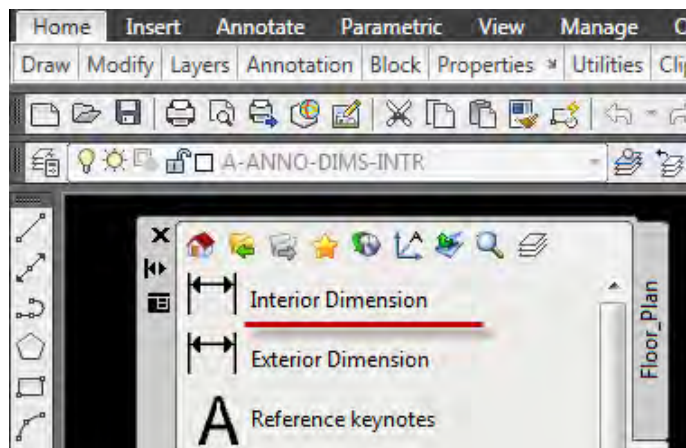 Home Insert Annotate Parametric View Manage
Draw Modify Layers Annotation Block Properties Utilities
A-ANNO-DIMS-INTR
Interior Dimension
Exterior Dimension
A Reference keynotes
Floor_Plan